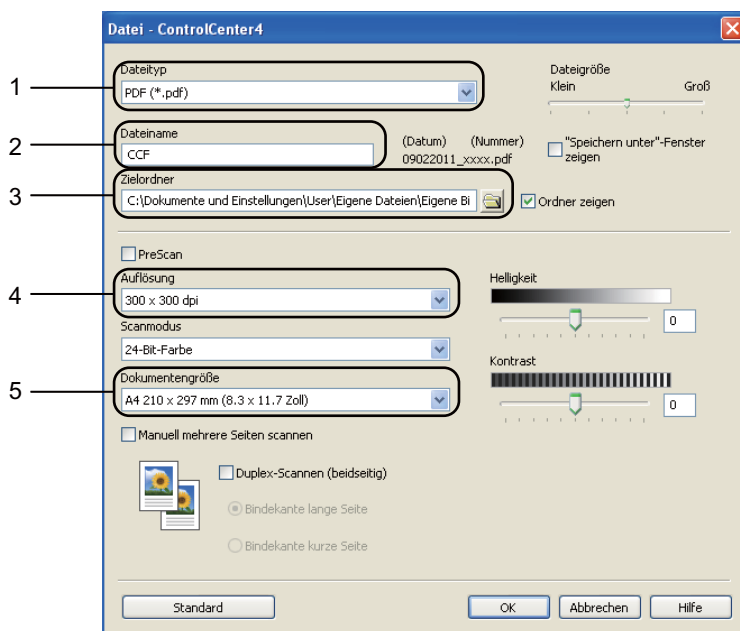 Datei - ControlCenter4
1
Dateityp
PDF (*.pdf)
Dateigröße
Klein Groß
2
Dateiname
CCF
(Datum) (Nummer)
09022011_xxxx.pdf
"Speichern unter"-Fenster
zeigen
3
Zielordner
C:\Dokumente und Einstellungen\User\Eigene Dateien\Eigene Bi
Ordner zeigen
PreScan
4
Auflösung
300 x 300 dpi
Scanmodus
24-Bit-Farbe
5
Dokumentengröße
A4 210 x 297 mm (8.3 x 11.7 Zoll)
Helligkeit
0
Kontrast
0
Manuell mehrere Seiten scannen
Duplex-Scannen (beidseitig)
Bindekante lange Seite
Bindekante kurze Seite
Standard OK Abbrechen Hilfe